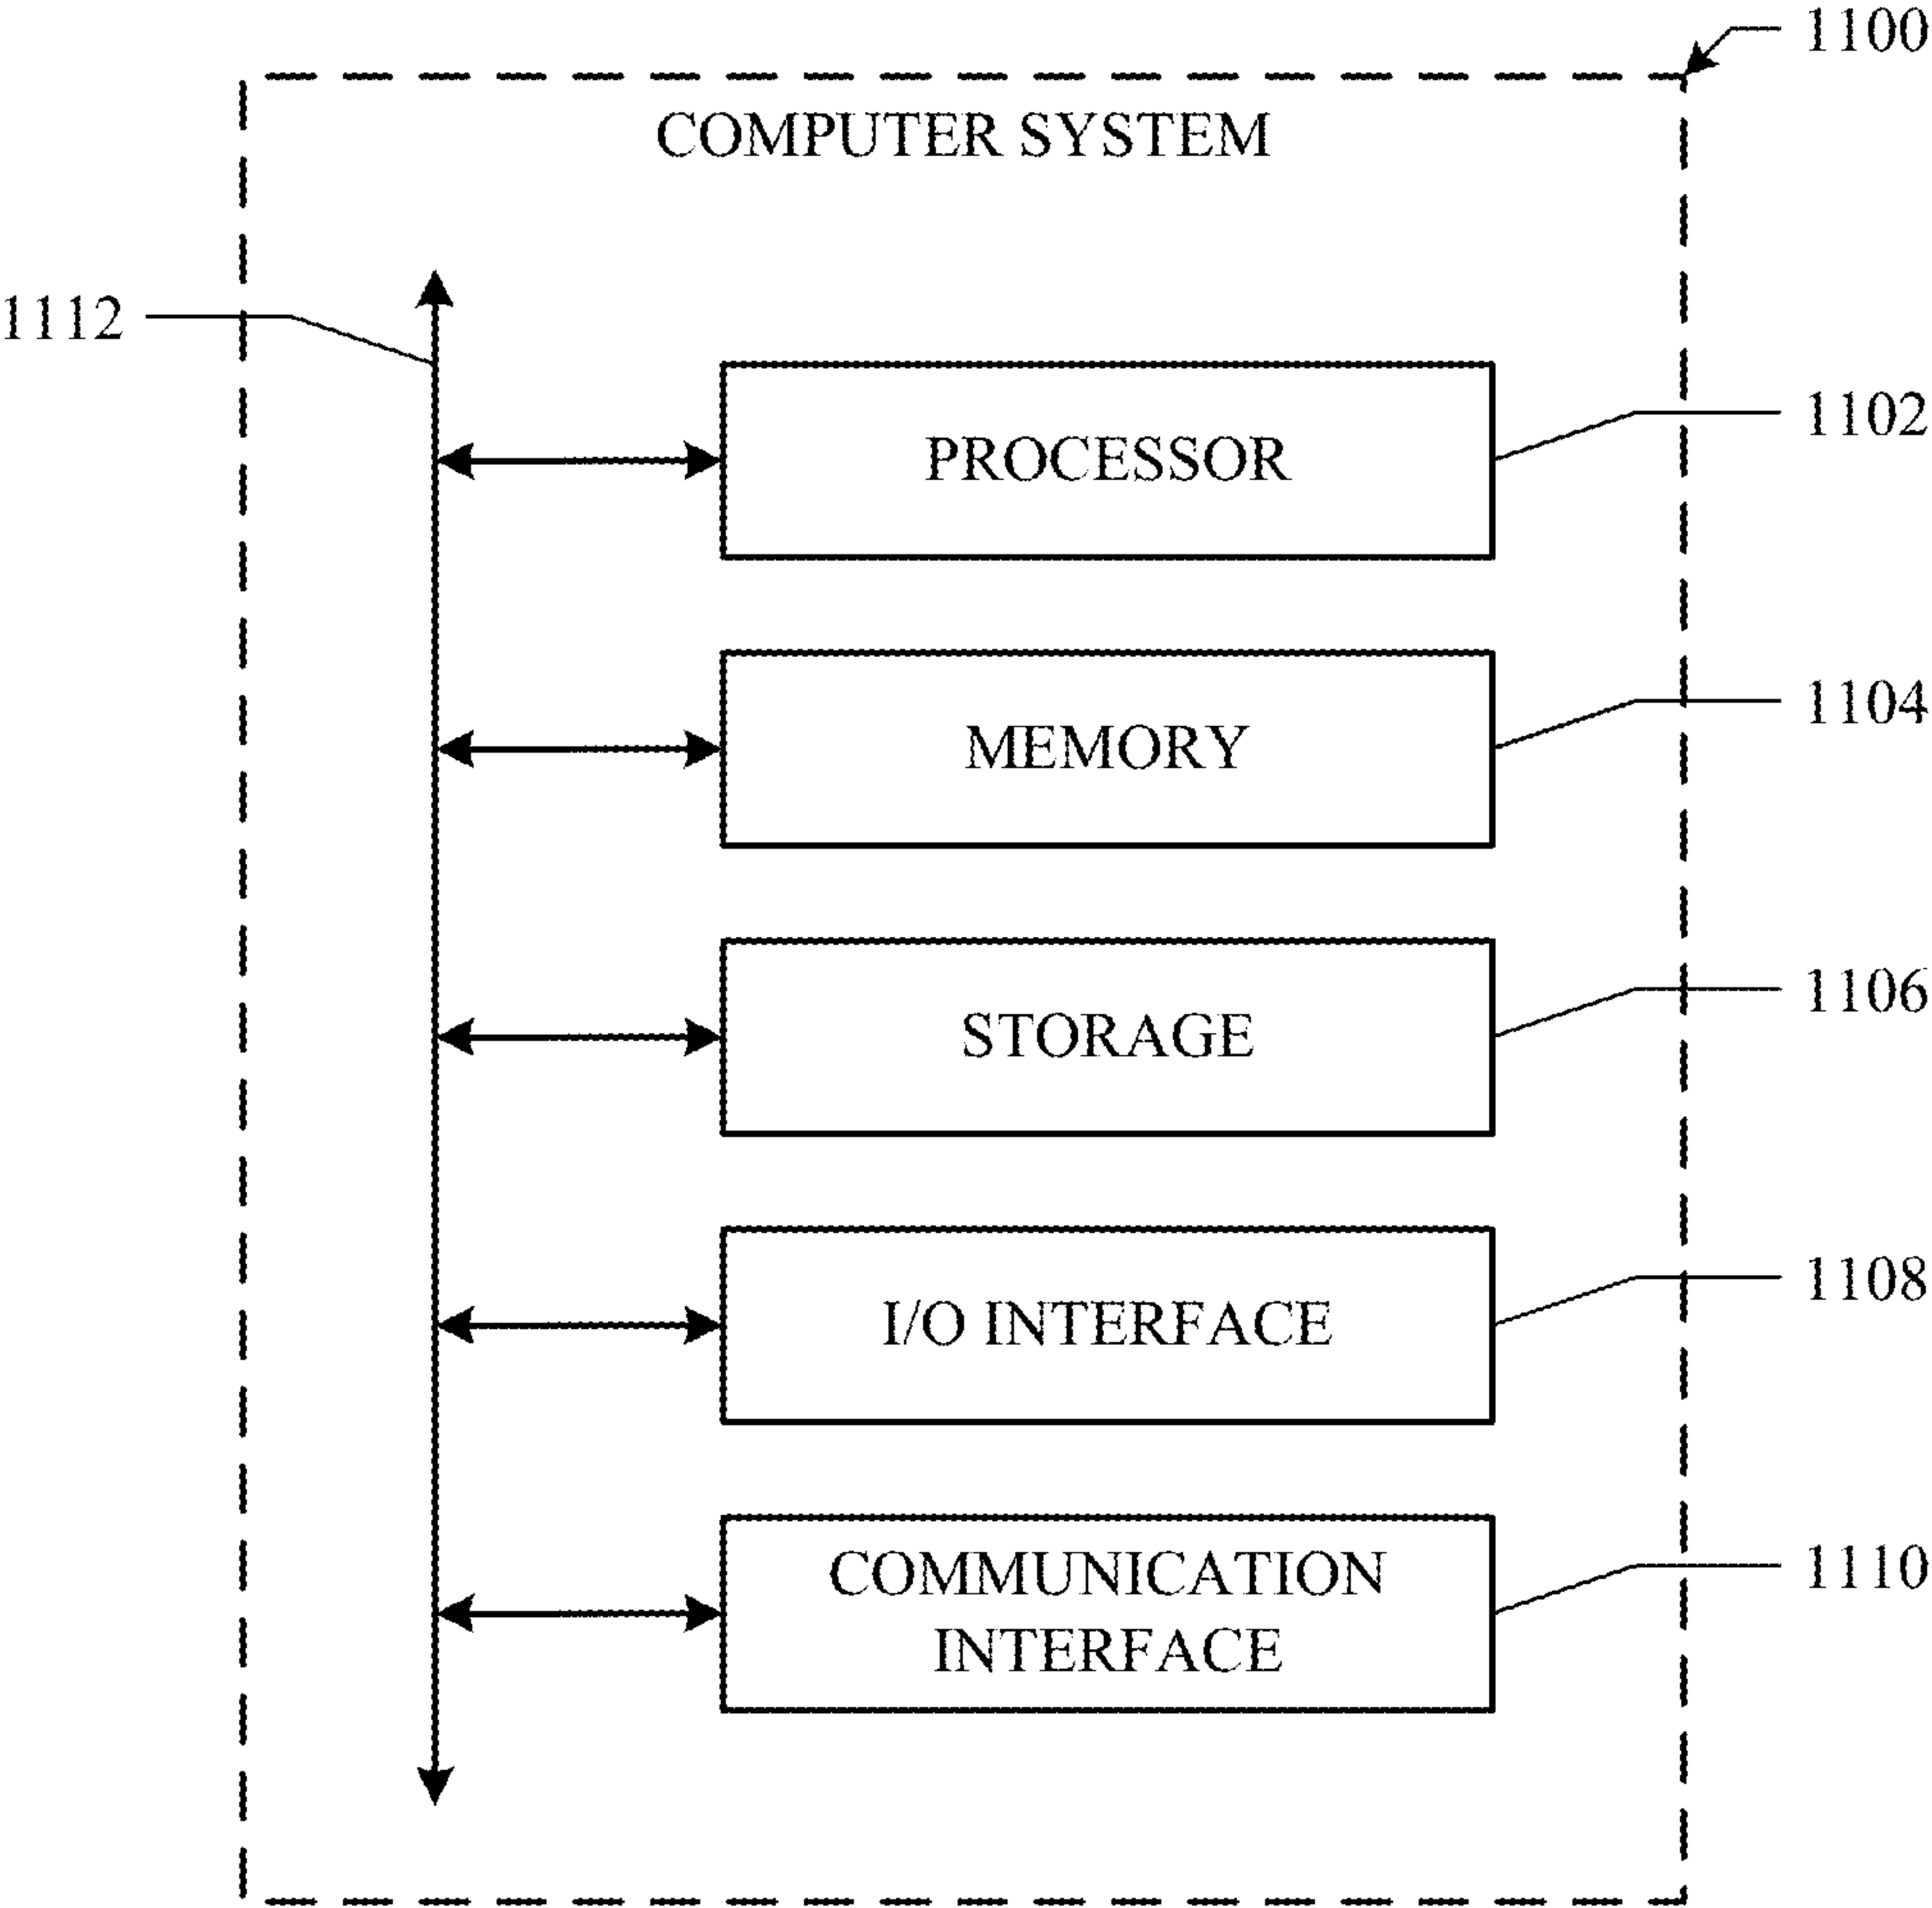 1100
COMPUTER SYSTEM
1112
1102
PROCESSOR
1104
MEMORY
1106
STORAGE
1108
I/O INTERFACE
1110
COMMUNICATION
INTERFACE